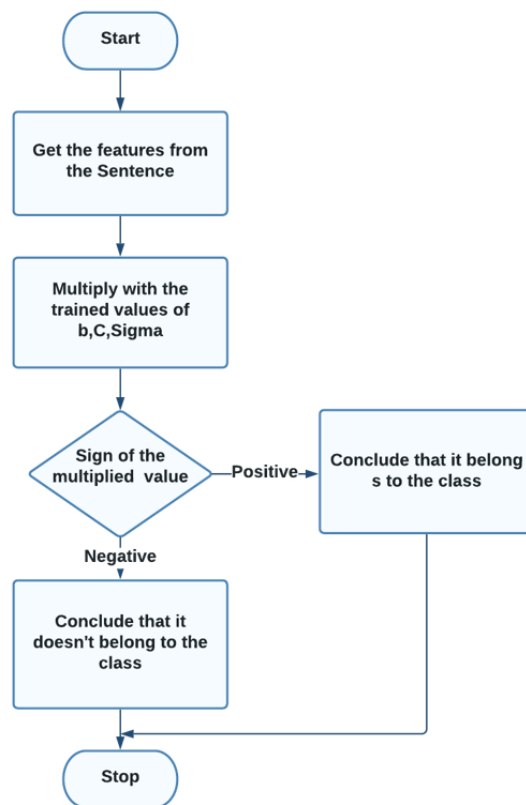 Start
Get the features from
the Sentence
Multiply with the
trained values of
b,C,Sigma
Sign of the
multiplied value
Positive
Conclude that it belong
s to the class
Negative
Conclude that it
doesn't belong to the
class
Stop